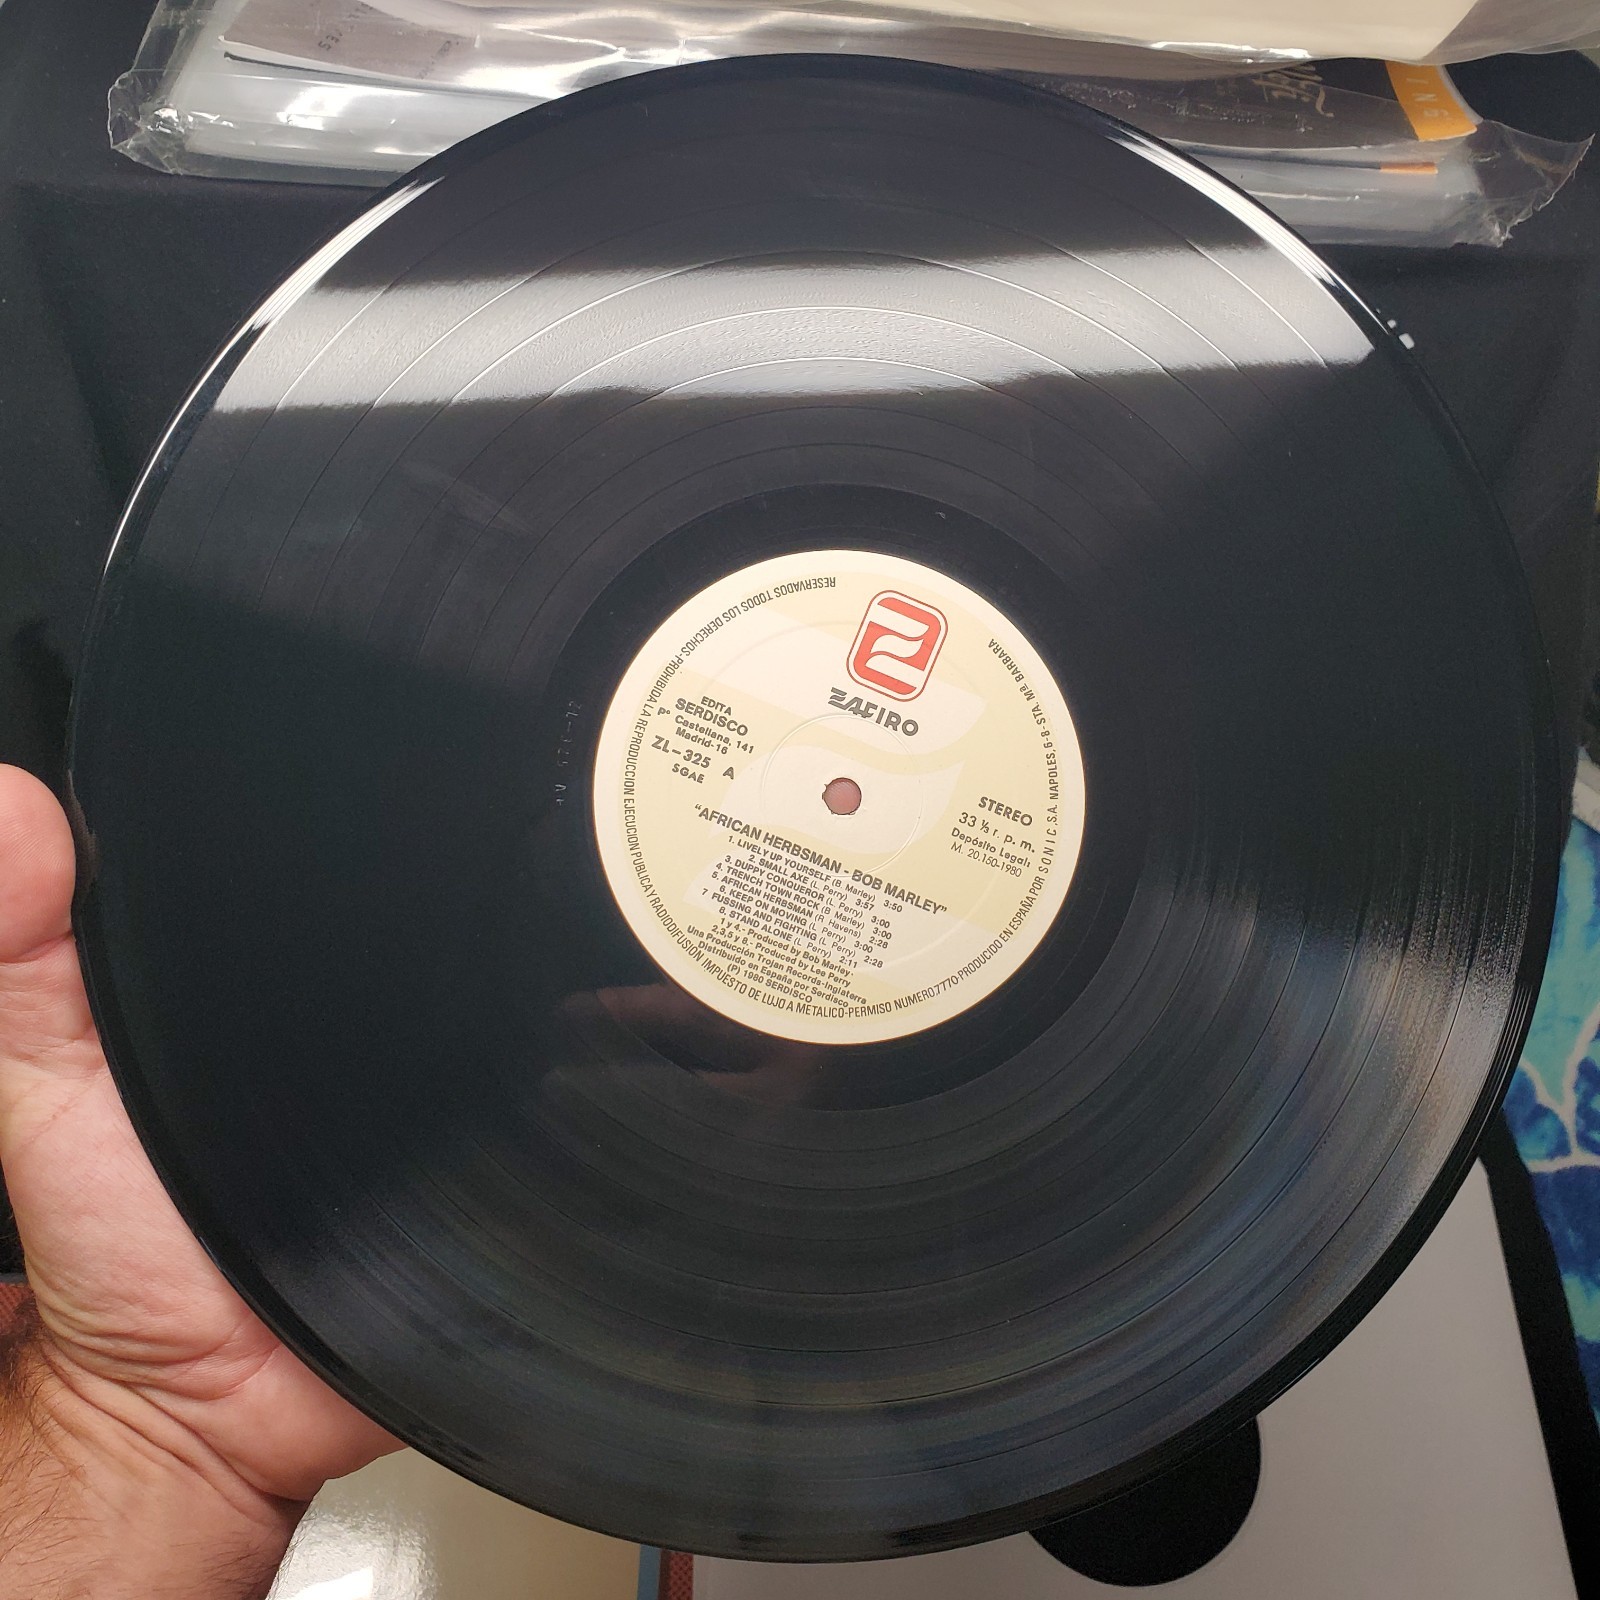 ZAFIRO
EDITA
SERDISCO
Pº Castellana, 141
Madrid-16
ZL-325 A
SGAE
STEREO
33 ⅓ r. p. m.
Depósito Legal:
M. 20.150-1980
"AFRICAN HERBSMAN - BOB MARLEY"
1. LIVELY UP YOURSELF (B. Marley) 3:50
2. SMALL AXE (L. Perry) 3:57
3. DUPPY CONQUEROR (L. Perry) 3:00
4. TRENCH TOWN ROCK (B Marley) 3:00
5. AFRICAN HERBSMAN (R Havens) 2:28
6. KEEP ON MOVING (L. Perry) 3:00
7 FUSSING AND FIGHTING (L. Perry) 2:28
8. STAND ALONE (L. Perry) 2:11
1 y 4.- Produced by Bob Marley
2,3,5 y 8.- Produced by Lee Perry
Una Producción Trojan Records-Inglaterra
Distribuido en España por Serdisco
(P) 1980 SERDISCO
RESERVADOS TODOS LOS DERECHOS-PROHIBIDA LA REPRODUCCION EJECUCION PUBLICA Y RADIODIFUSION IMPUESTO DE LUJO A METALICO-PERMISO NUMERO,7770-PRODUCIDO EN ESPAÑA POR SONIC,S.A. NAPOLES,6-8-STA. Mª. BARBARA